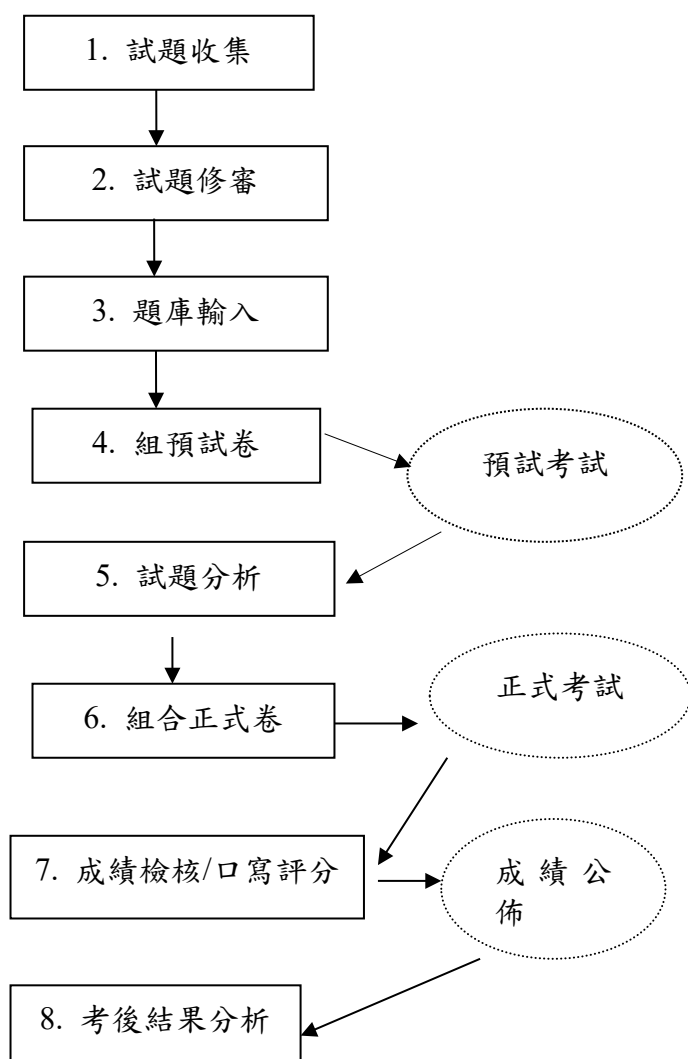 1. 試題收集
2. 試題修審
3. 題庫輸入
4. 組預試卷
預試考試
5. 試題分析
6. 組合正式卷
正式考試
7. 成績檢核/口寫評分
成績公
佈
8. 考後結果分析